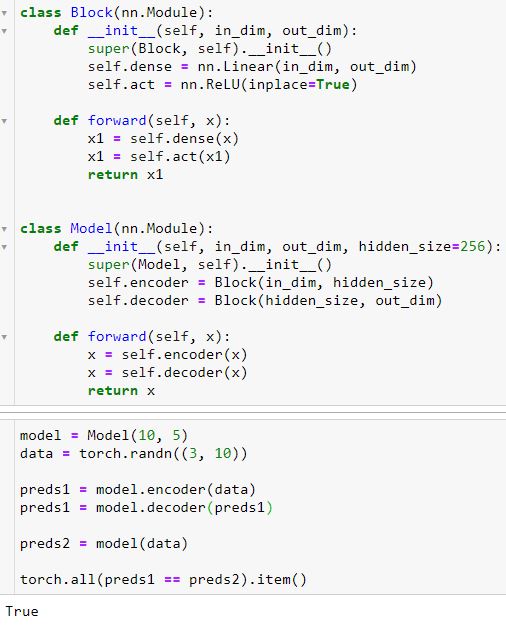 class Block(nn.Module):
    def __init__(self, in_dim, out_dim):
        super(Block, self).__init__()
        self.dense = nn.Linear(in_dim, out_dim)
        self.act = nn.ReLU(inplace=True)

    def forward(self, x):
        x1 = self.dense(x)
        x1 = self.act(x1)
        return x1


class Model(nn.Module):
    def __init__(self, in_dim, out_dim, hidden_size=256):
        super(Model, self).__init__()
        self.encoder = Block(in_dim, hidden_size)
        self.decoder = Block(hidden_size, out_dim)

    def forward(self, x):
        x = self.encoder(x)
        x = self.decoder(x)
        return x

model = Model(10, 5)
data = torch.randn((3, 10))

preds1 = model.encoder(data)
preds1 = model.decoder(preds1)

preds2 = model(data)

torch.all(preds1 == preds2).item()

True